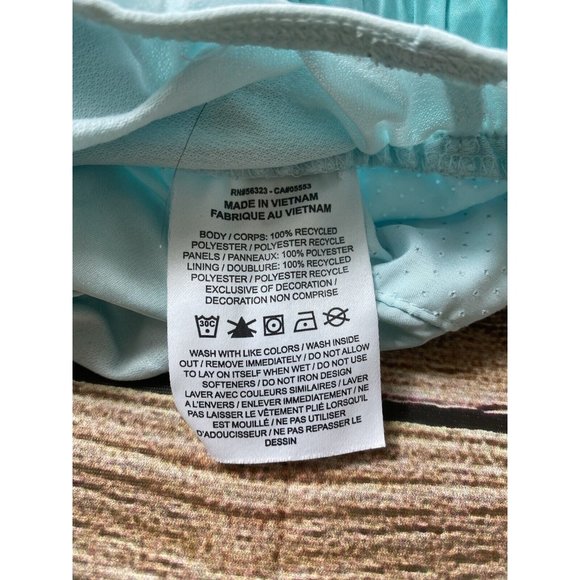 RN#56323 - CA#05553
MADE IN VIETNAM
FABRIQUE AU VIETNAM
BODY / CORPS: 100% RECYCLED
POLYESTER / POLYESTER RECYCLE
PANELS / PANNEAUX: 100% POLYESTER
LINING / DOUBLURE: 100% RECYCLED
POLYESTER / POLYESTER RECYCLE
EXCLUSIVE OF DECORATION /
DECORATION NON COMPRISE
30C
WASH WITH LIKE COLORS / WASH INSIDE
OUT / REMOVE IMMEDIATELY / DO NOT ALLOW
TO LAY ON ITSELF WHEN WET / DO NOT USE
SOFTENERS / DO NOT IRON DESIGN
LAVER AVEC COULEURS SIMILAIRES / LAVER
A L'ENVERS / ENLEVER IMMEDIATEMENT / NE
PAS LAISSER LE VÊTEMENT PLIÉ LORSQU'IL
EST MOUILLÉ / NE PAS UTILISER
D'ADOUCISSEUR / NE PAS REPASSER LE
DESSIN